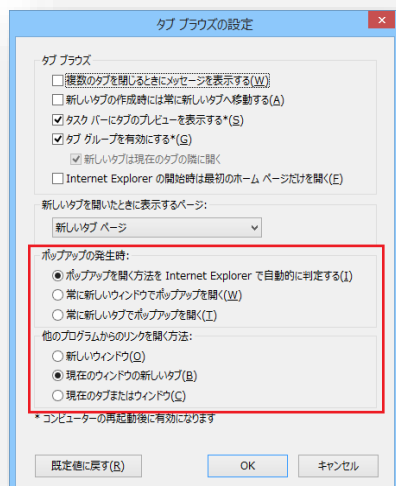 タブ ブラウズの設定
タブ ブラウズ
複数のタブを閉じるときにメッセージを表示する(W)
新しいタブの作成時には常に新しいタブへ移動する(A)
タスク バーにタブのプレビューを表示する*(S)
タブ グループを有効にする*(G)
新しいタブは現在のタブの隣に開く
Internet Explorer の開始時は最初のホーム ページだけを開く(F)
新しいタブを開いたときに表示するページ:
新しいタブ ページ
ポップアップの発生時:
ポップアップを開く方法を Internet Explorer で自動的に判定する(I)
常に新しいウィンドウでポップアップを開く(W)
常に新しいタブでポップアップを開く(T)
他のプログラムからのリンクを開く方法:
新しいウィンドウ(O)
現在のウィンドウの新しいタブ(B)
現在のタブまたはウィンドウ(C)
* コンピューターの再起動後に有効になります
既定値に戻す(R)
OK
キャンセル